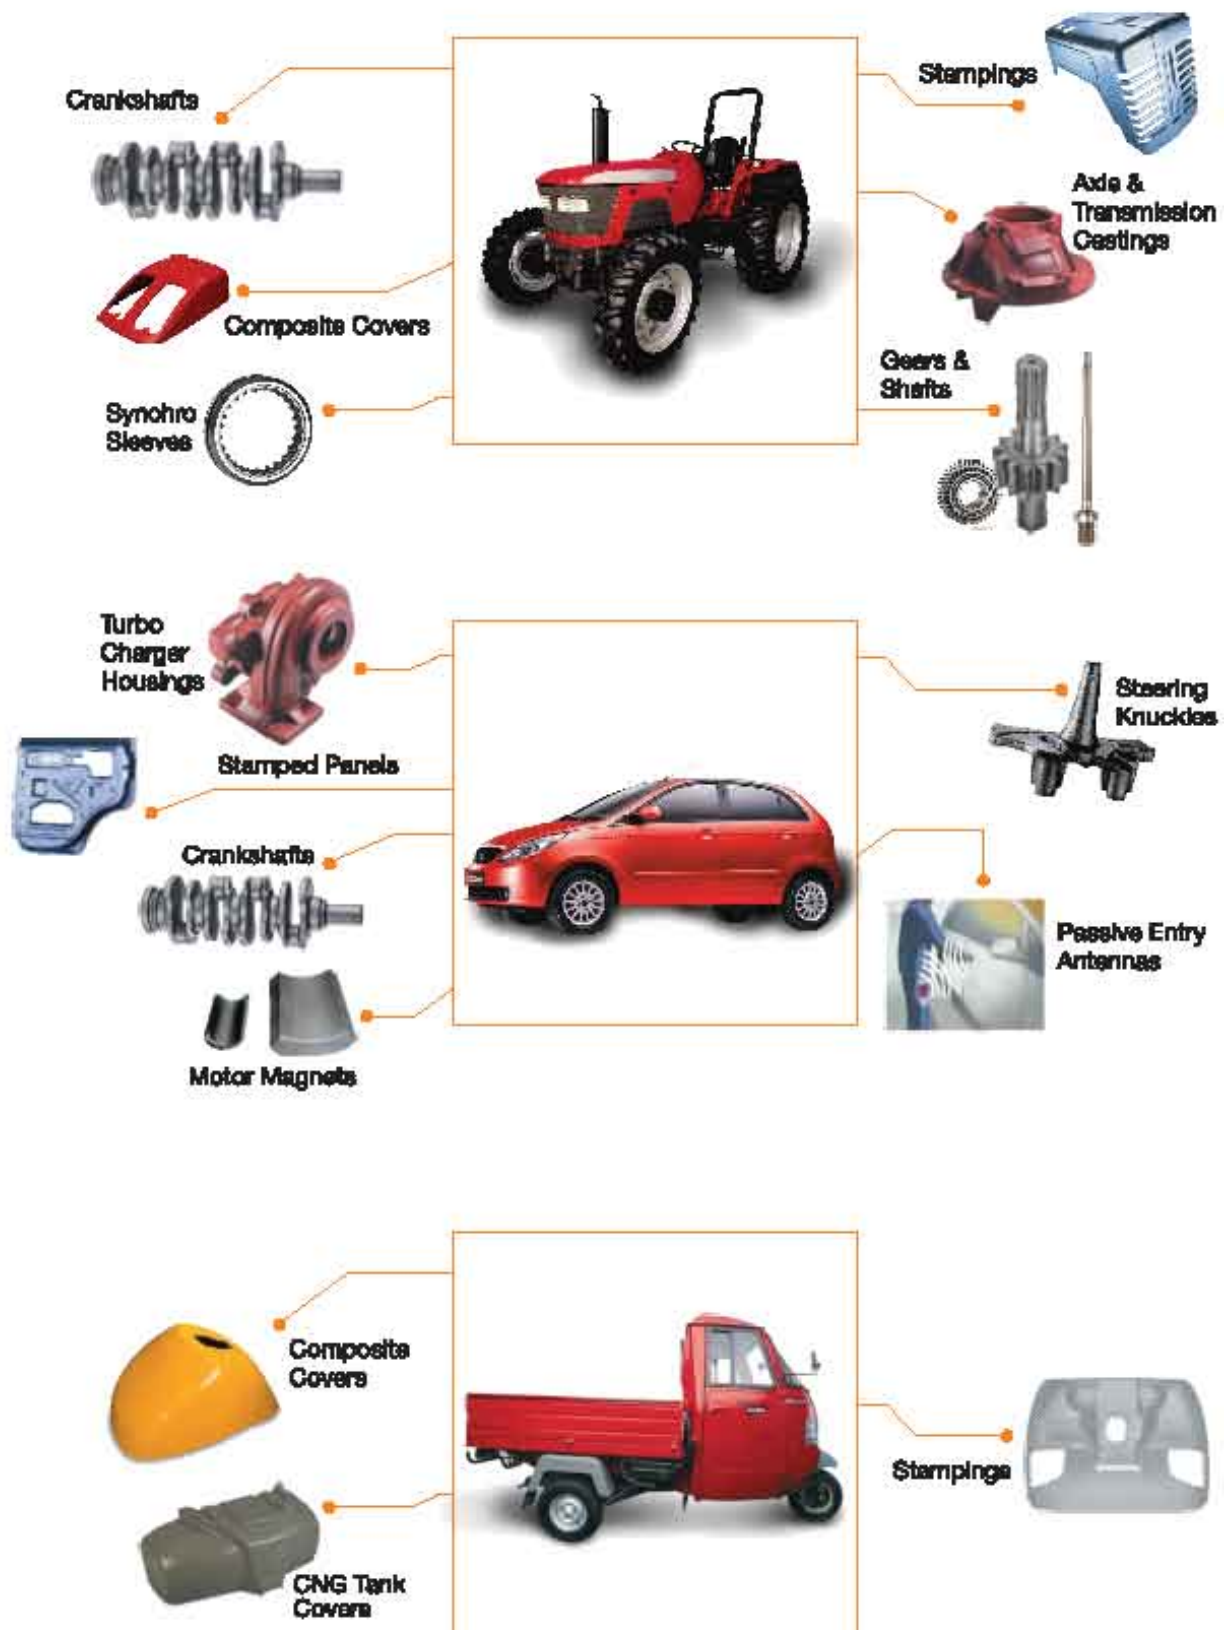 Crankshafts
Stampings
Axle &
Transmission
Castings
Composite Covers
Gears &
Shafts
Synchro
Sleeves
Turbo
Charger
Housings
Steering
Knuckles
Stamped Panels
Crankshafts
Passive Entry
Antennas
Motor Magnets
Composite
Covers
Stampings
CNG Tank
Covers